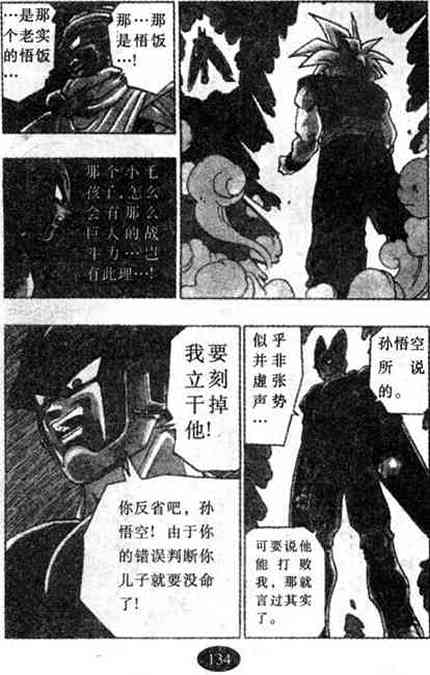 那…那
是悟饭
…!
那…是
个老实
的悟饭
…
那个小毛
孩子,怎么
会有那么
巨大的战
斗力…岂
有此理…!
孙悟空
所说
的。
似乎
并非
虚张
声势
…
可要说他
能打败
我，那就
言过其实
了。
我要
立刻
干掉
他!
你反省吧，孙
悟空！由于你
的错误判断你
儿子就要没命
了!
134